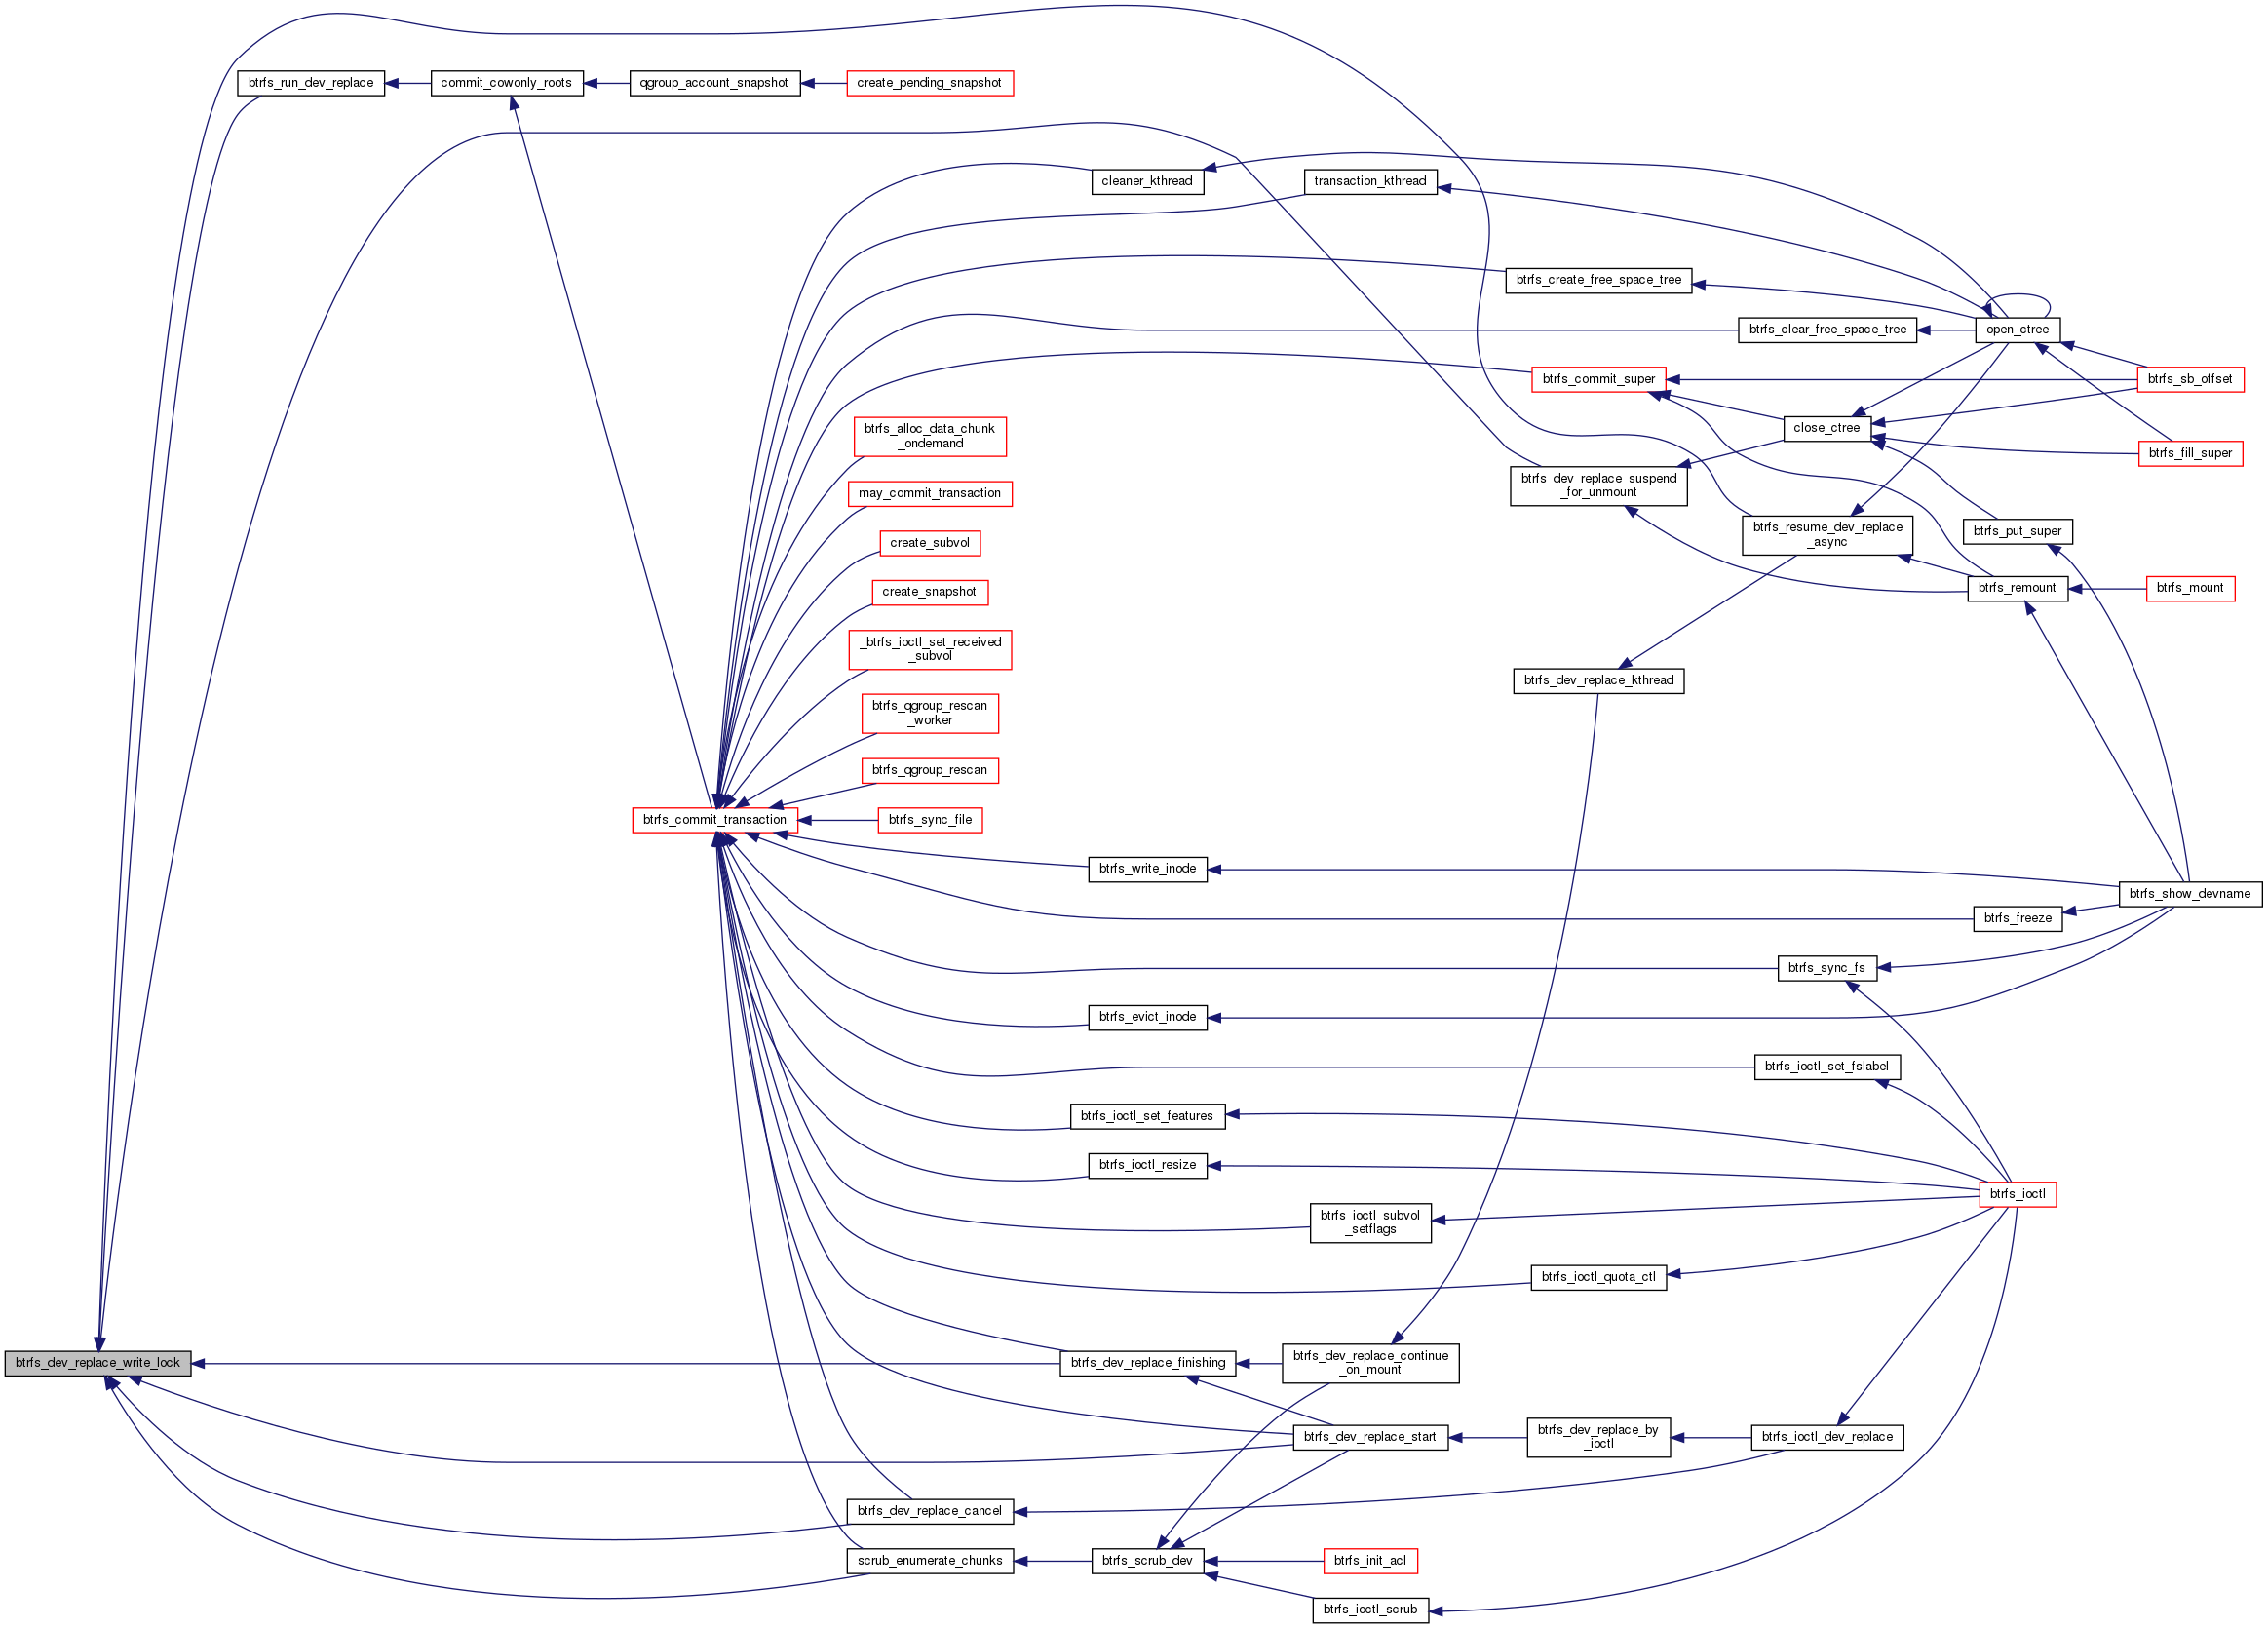 btrfs_run_dev_replace
commit_cowonly_roots
qgroup_account_snapshot
create_pending_snapshot
cleaner_kthread
transaction_kthread
btrfs_create_free_space_tree
btrfs_clear_free_space_tree
open_ctree
btrfs_commit_super
btrfs_sb_offset
btrfs_alloc_data_chunk
_ondemand
close_ctree
btrfs_fill_super
may_commit_transaction
btrfs_dev_replace_suspend
_for_unmount
create_subvol
btrfs_resume_dev_replace
_async
btrfs_put_super
create_snapshot
btrfs_remount
btrfs_mount
_btrfs_ioctl_set_received
_subvol
btrfs_dev_replace_kthread
btrfs_qgroup_rescan
_worker
btrfs_qgroup_rescan
btrfs_commit_transaction
btrfs_sync_file
btrfs_write_inode
btrfs_show_devname
btrfs_freeze
btrfs_sync_fs
btrfs_evict_inode
btrfs_ioctl_set_fslabel
btrfs_ioctl_set_features
btrfs_ioctl_resize
btrfs_ioctl
btrfs_ioctl_subvol
_setflags
btrfs_ioctl_quota_ctl
btrfs_dev_replace_write_lock
btrfs_dev_replace_finishing
btrfs_dev_replace_continue
_on_mount
btrfs_dev_replace_start
btrfs_dev_replace_by
_ioctl
btrfs_ioctl_dev_replace
btrfs_dev_replace_cancel
scrub_enumerate_chunks
btrfs_scrub_dev
btrfs_init_acl
btrfs_ioctl_scrub